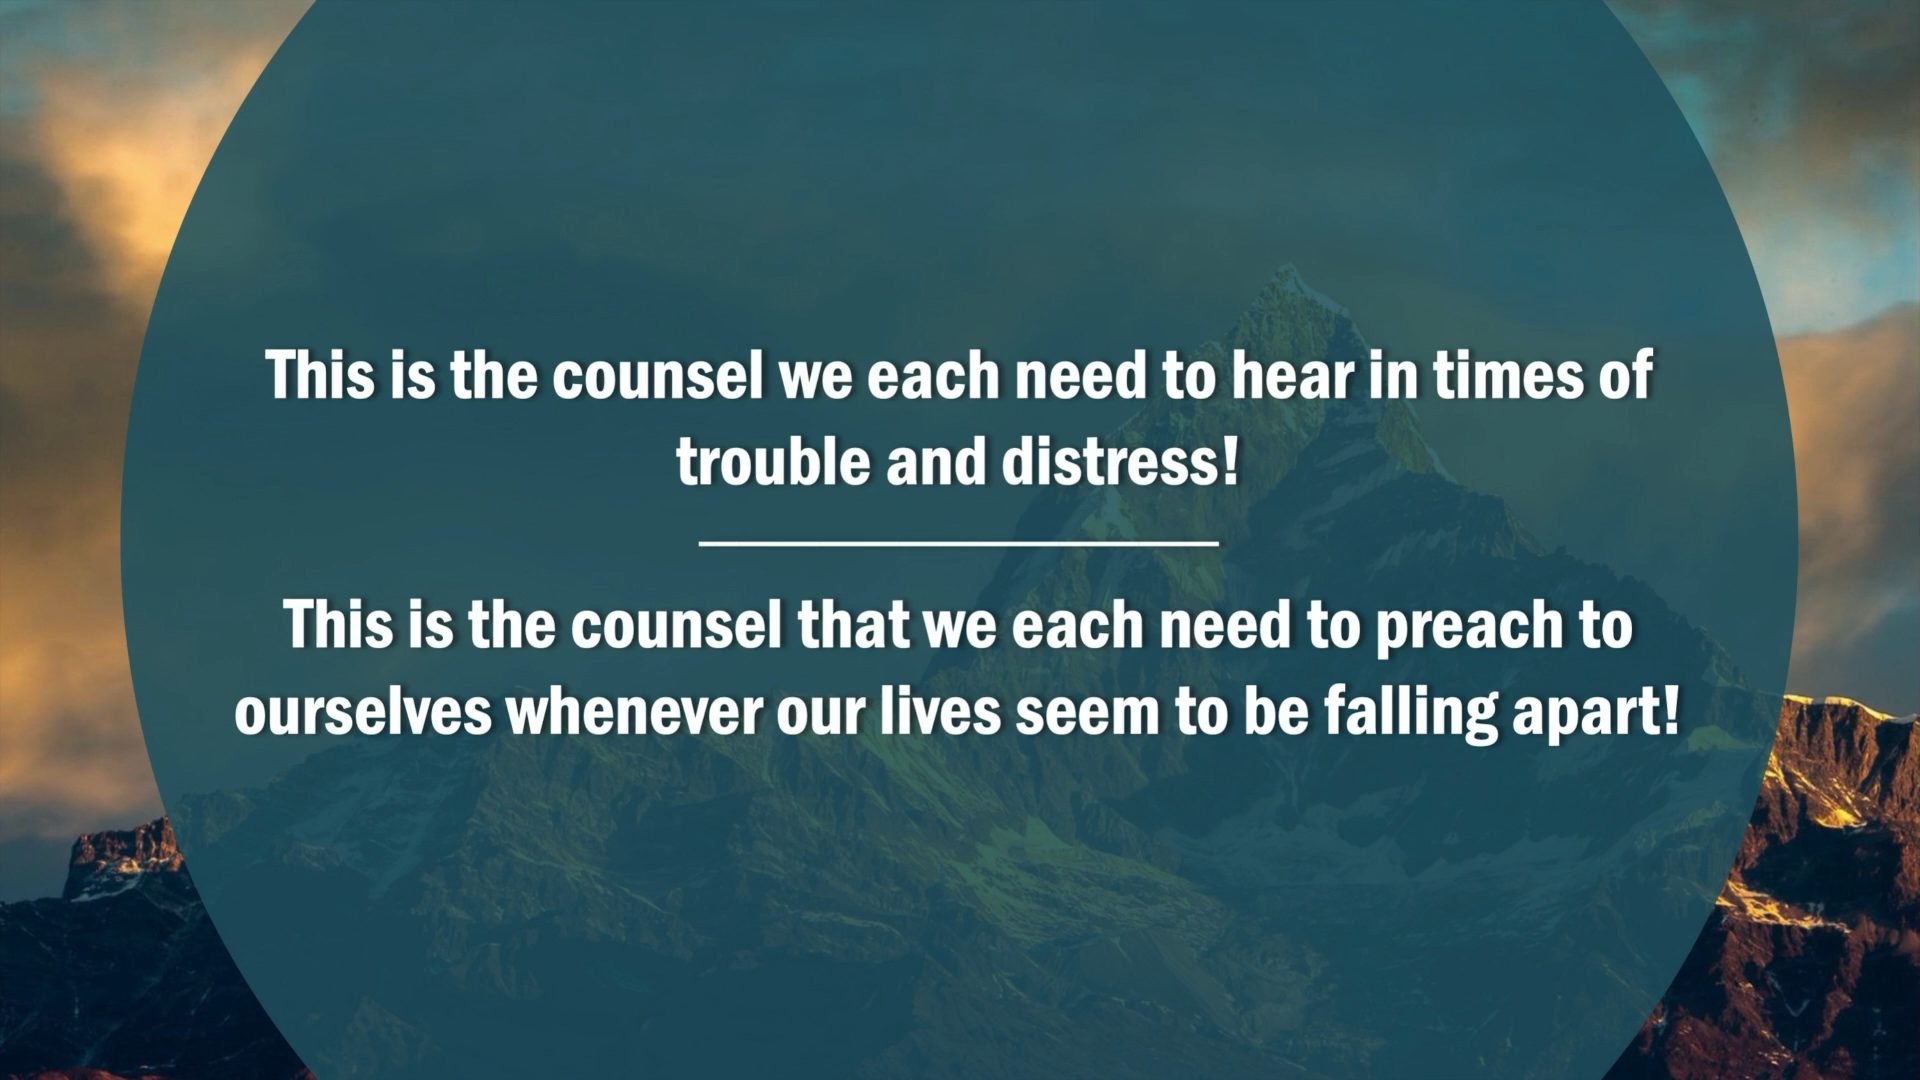 This is the counsel we each need to hear in times of
trouble and distress!
This is the counsel that we each need to preach to
ourselves whenever our lives seem to be falling apart!